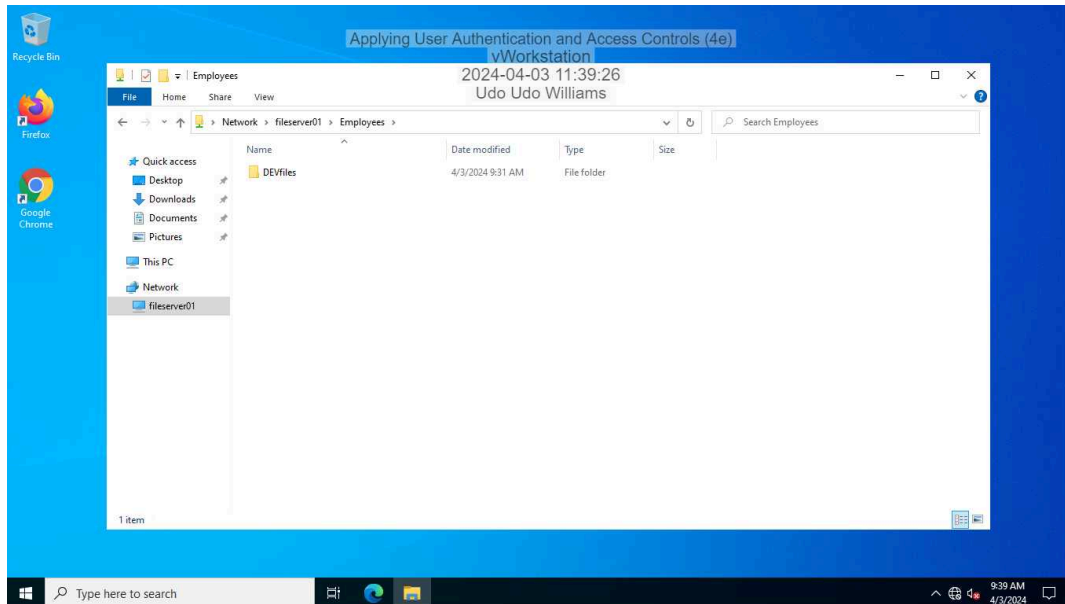 Recycle Bin
Applying User Authentication and Access Controls (4e)
vWorkstation
2024-04-03 11:39:26
Udo Udo Williams
Employees
File Home Share View
Network › fileserver01 › Employees ›
Search Employees
Firefox
Name Date modified Type Size
Quick access
DEVfiles 4/3/2024 9:31 AM File folder
Desktop
Downloads
Google
Chrome
Documents
Pictures
This PC
Network
fileserver01
1 item
Type here to search
9:39 AM
4/3/2024